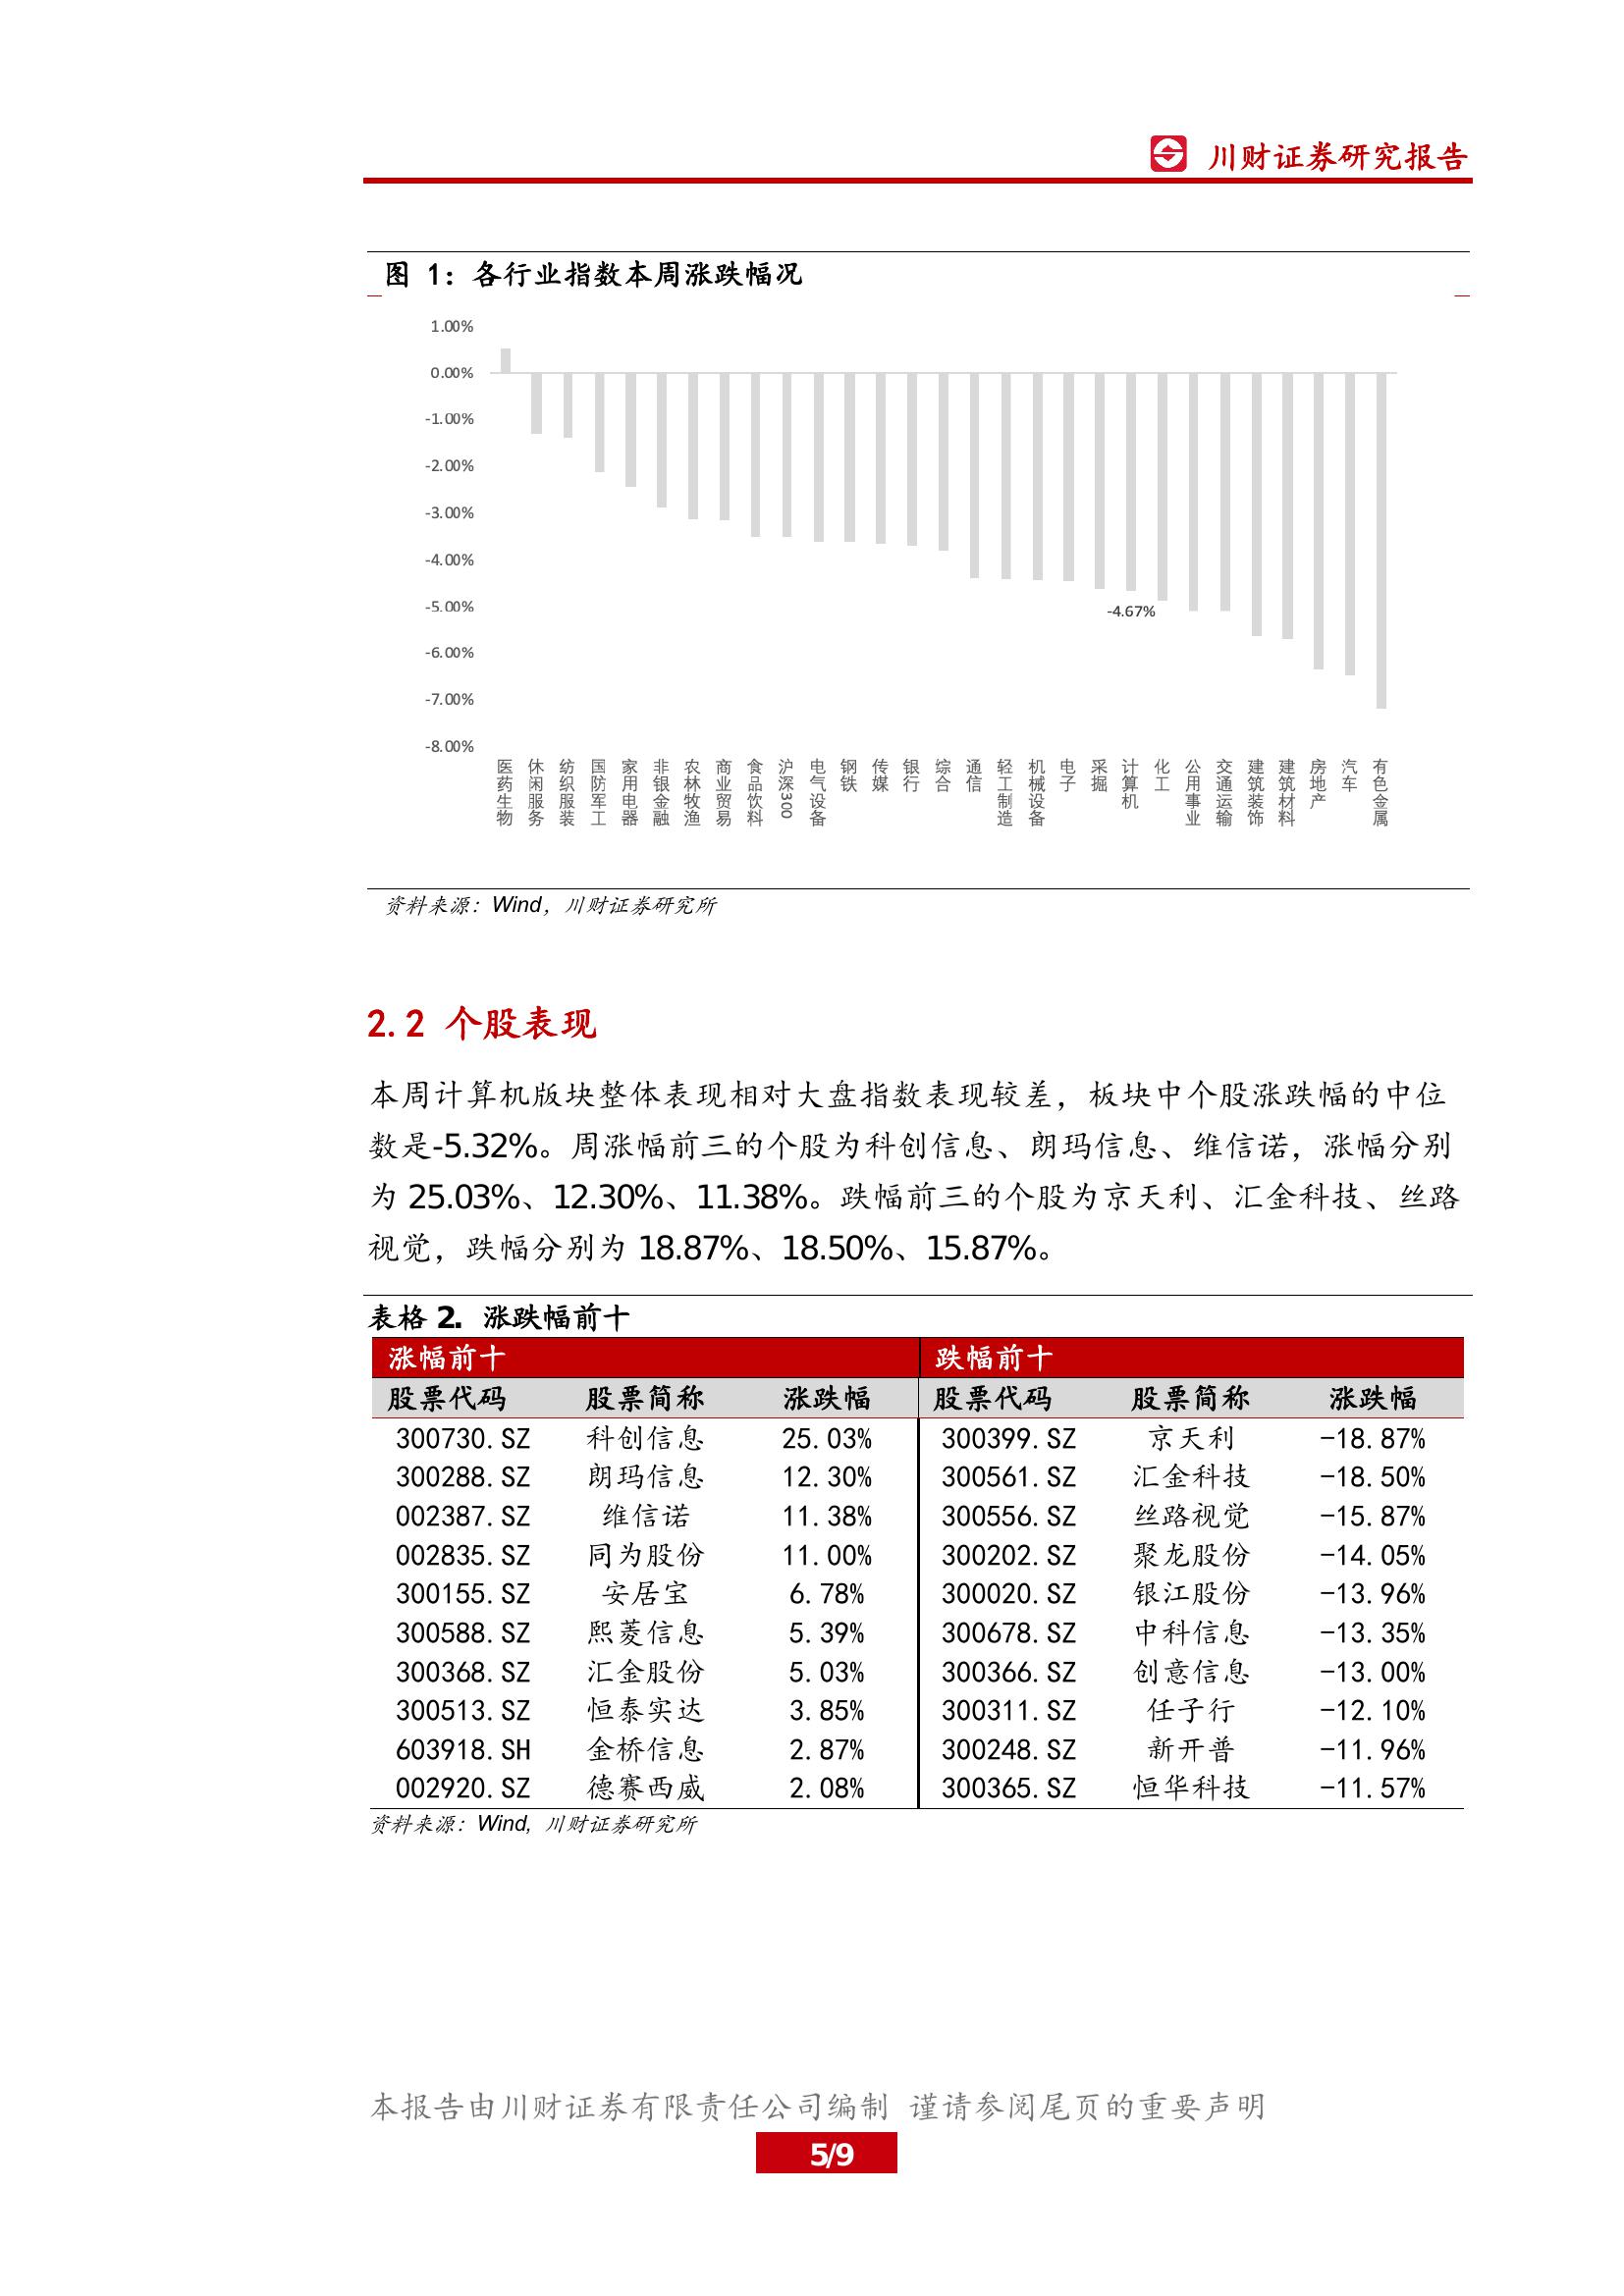 川财证券研究报告
图 1：各行业指数本周涨跌幅况
1.00%
0.00%
-1.00%
-2.00%
-3.00%
-4.00%
-5.00%
-6.00%
-7.00%
-8.00%
-4.67%
医药生物 休闲服务 纺织服装 国防军工 家用电器 非银金融 农林牧渔 商业贸易 食品饮料 沪深300 电气设备 钢铁 传媒 银行 综合 通信 轻工制造 机械设备 电子 采掘 计算机 化工 公用事业 交通运输 建筑装饰 建筑材料 房地产 汽车 有色金属
资料来源：Wind，川财证券研究所
2.2 个股表现
本周计算机版块整体表现相对大盘指数表现较差，板块中个股涨跌幅的中位
数是-5.32%。周涨幅前三的个股为科创信息、朗玛信息、维信诺，涨幅分别
为 25.03%、12.30%、11.38%。跌幅前三的个股为京天利、汇金科技、丝路
视觉，跌幅分别为 18.87%、18.50%、15.87%。
表格 2. 涨跌幅前十
涨幅前十 跌幅前十
股票代码 股票简称 涨跌幅 股票代码 股票简称 涨跌幅
300730.SZ 科创信息 25.03% 300399.SZ 京天利 -18.87%
300288.SZ 朗玛信息 12.30% 300561.SZ 汇金科技 -18.50%
002387.SZ 维信诺 11.38% 300556.SZ 丝路视觉 -15.87%
002835.SZ 同为股份 11.00% 300202.SZ 聚龙股份 -14.05%
300155.SZ 安居宝 6.78% 300020.SZ 银江股份 -13.96%
300588.SZ 熙菱信息 5.39% 300678.SZ 中科信息 -13.35%
300368.SZ 汇金股份 5.03% 300366.SZ 创意信息 -13.00%
300513.SZ 恒泰实达 3.85% 300311.SZ 任子行 -12.10%
603918.SH 金桥信息 2.87% 300248.SZ 新开普 -11.96%
002920.SZ 德赛西威 2.08% 300365.SZ 恒华科技 -11.57%
资料来源：Wind, 川财证券研究所
本报告由川财证券有限责任公司编制 谨请参阅尾页的重要声明
5/9